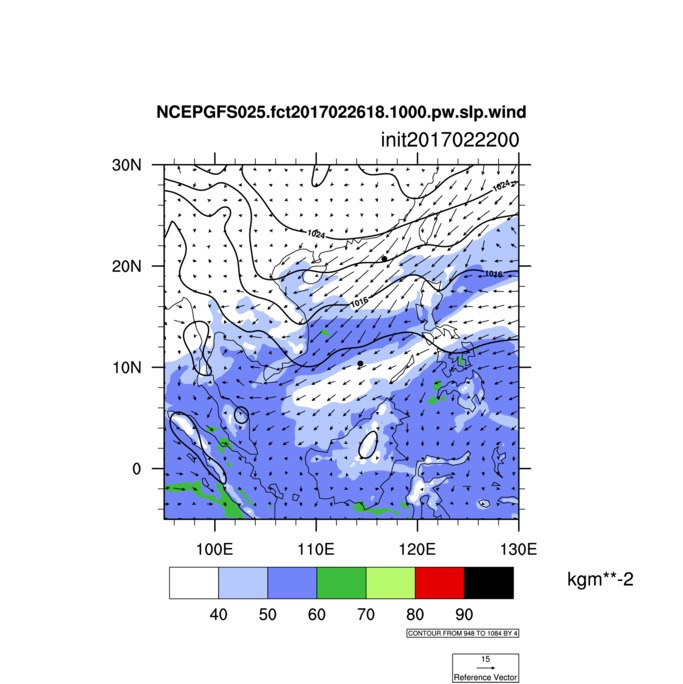 NCEPGFS025.fct2017022618.1000.pw.slp.wind
init2017022200
30N
1024
1024
20N
1016
1016
10N
0
100E 110E 120E 130E
kgm**-2
40 50 60 70 80 90
CONTOUR FROM 948 TO 1084 BY 4
15
Reference Vector